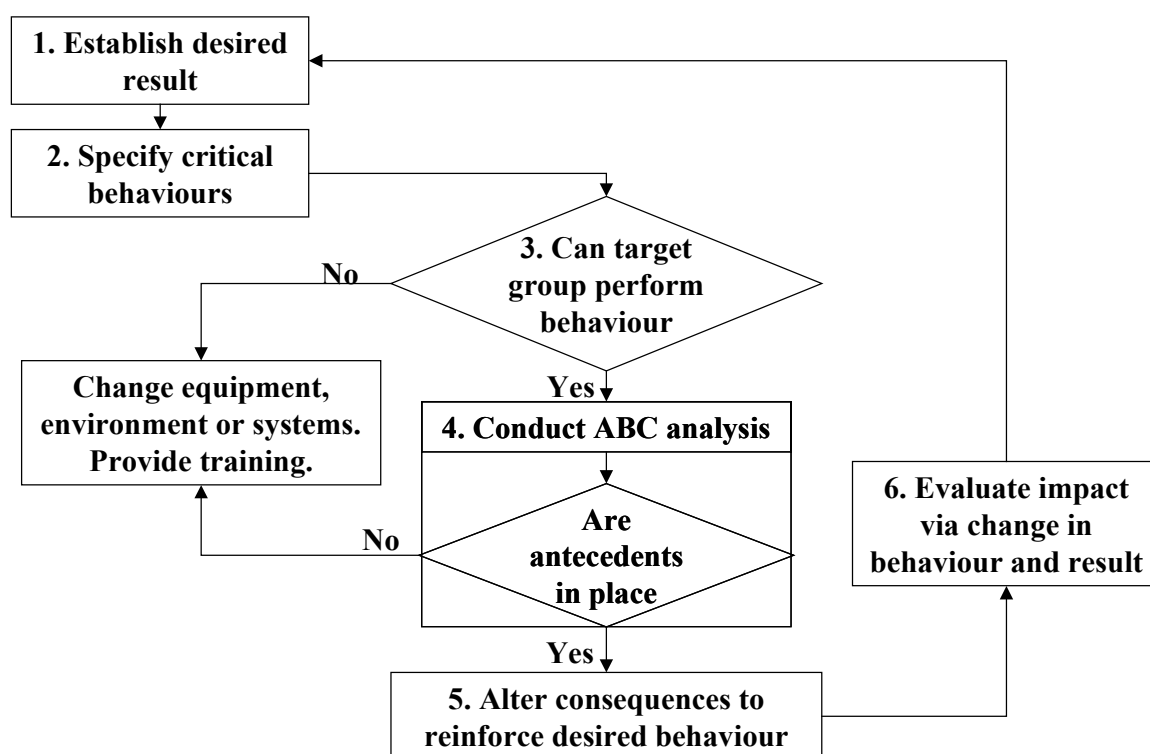 1. Establish desired
result
2. Specify critical
behaviours
3. Can target
group perform
behaviour
No
Yes
Change equipment,
environment or systems.
Provide training.
4. Conduct ABC analysis
Are
antecedents
in place
No
Yes
5. Alter consequences to
reinforce desired behaviour
6. Evaluate impact
via change in
behaviour and result